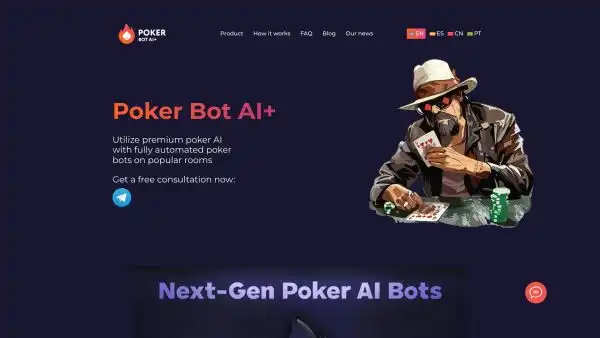 POKER
BOT AI+
Product How it works FAQ Blog Our news
EN ES CN PT
Poker Bot AI+
Utilize premium poker AI
with fully automated poker
bots on popular rooms
Get a free consultation now:
Next-Gen Poker AI Bots